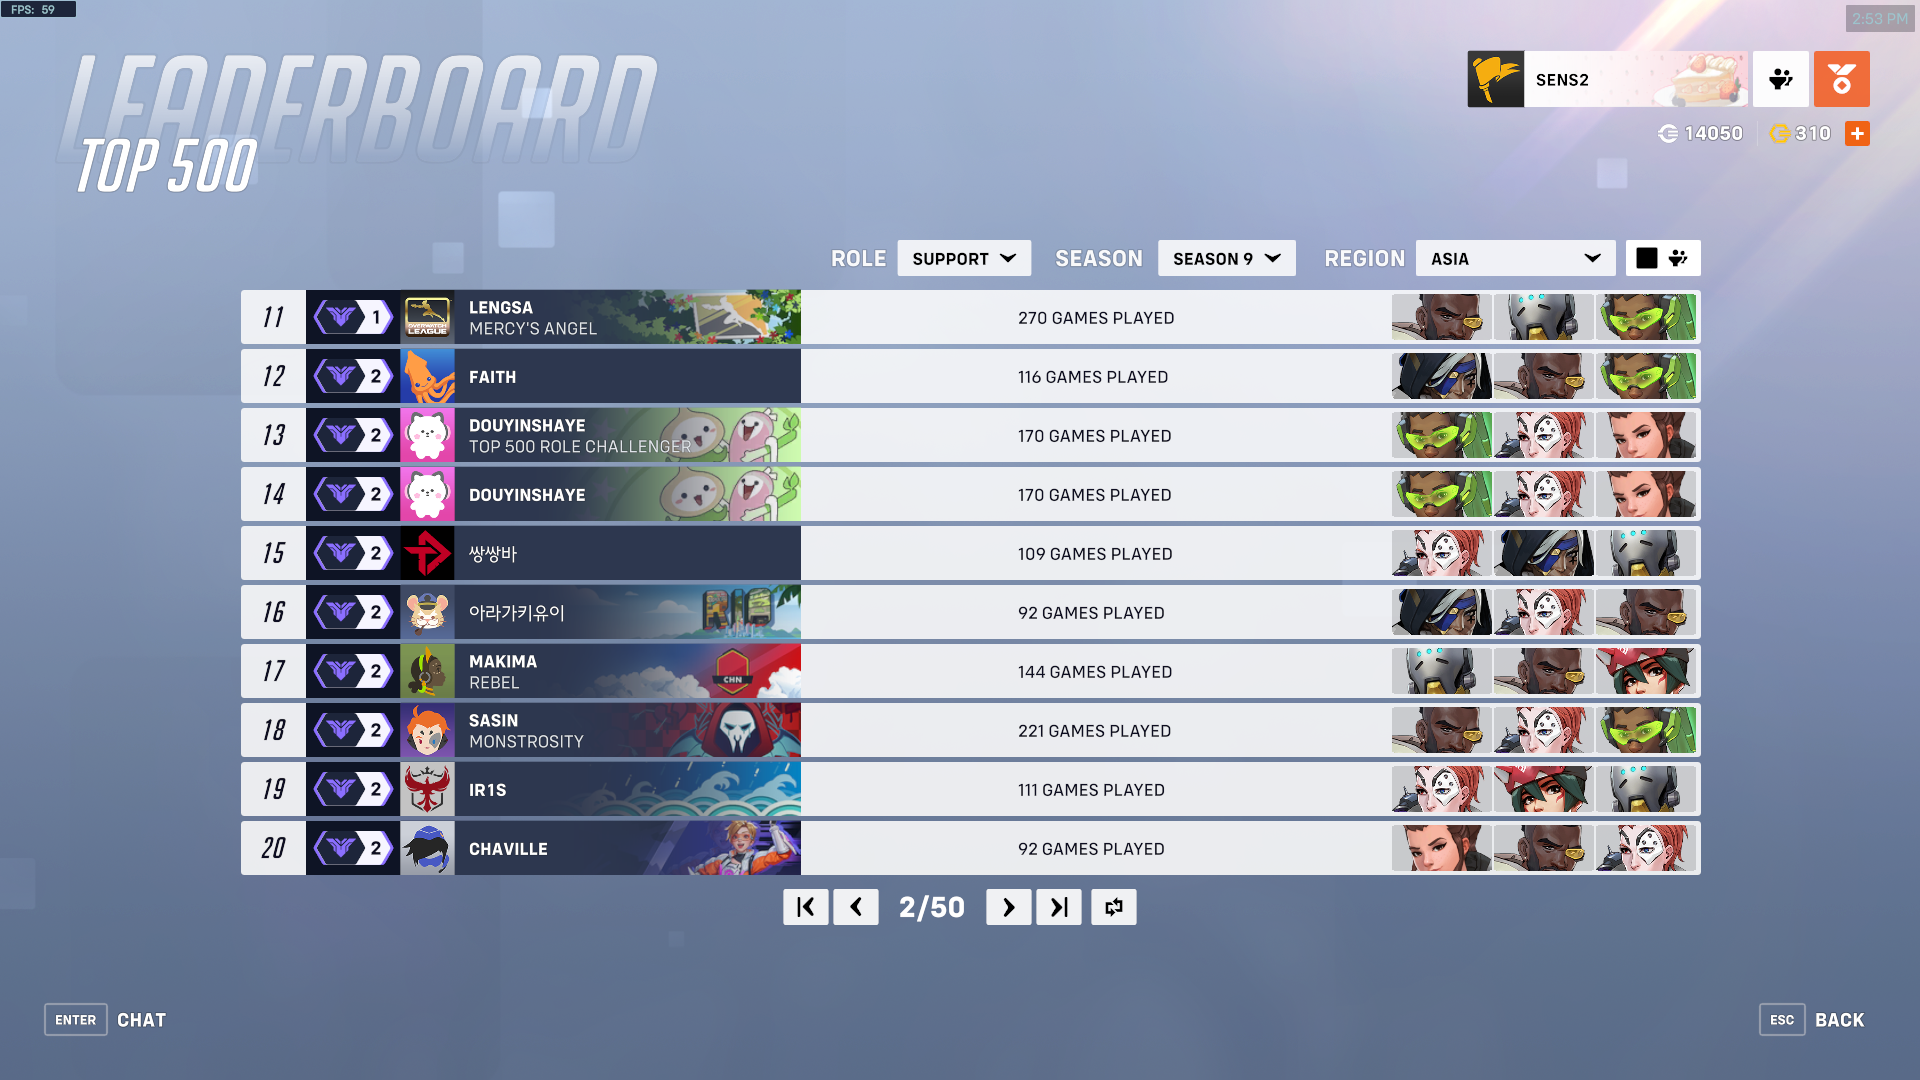 FPS: 59
2:53 PM
LEADERBOARD
TOP 500
SENS2
14050
310
ROLE SUPPORT SEASON SEASON 9 REGION ASIA
11 1 LENGSA
MERCY'S ANGEL
270 GAMES PLAYED
12 2 FAITH 116 GAMES PLAYED
13 2 DOUYINSHAYE
TOP 500 ROLE CHALLENGER
170 GAMES PLAYED
14 2 DOUYINSHAYE 170 GAMES PLAYED
15 2 쌍쌍바 109 GAMES PLAYED
16 2 아라가키유이 92 GAMES PLAYED
17 2 MAKIMA
REBEL
CHN
144 GAMES PLAYED
18 2 SASIN
MONSTROSITY
221 GAMES PLAYED
19 2 IR1S 111 GAMES PLAYED
20 2 CHAVILLE 92 GAMES PLAYED
2/50
ENTER CHAT
ESC BACK